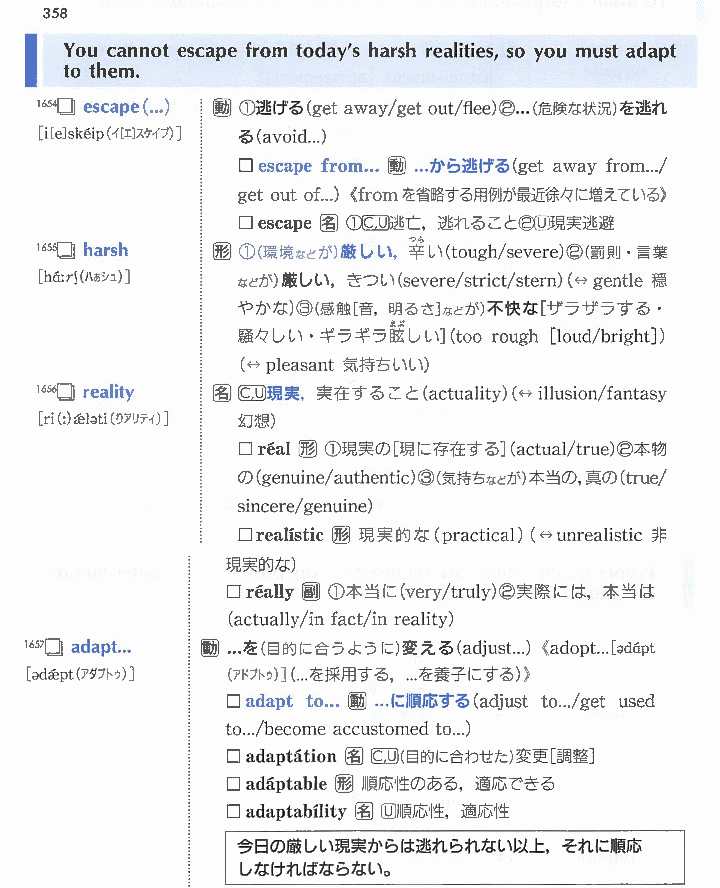 358
You cannot escape from today's harsh realities, so you must adapt
to them.
1654 □ escape(...)
[i[e]skéip(イ[エ]スケイプ)]
動 ①逃げる(get away/get out/flee)②...(危険な状況)を逃れ
る(avoid...)
□ escape from... 動 ...から逃げる(get away from.../
get out of...)《fromを省略する用例が最近徐々に増えている》
□ escape 名 ①C,U逃亡，逃れること②U現実逃避
1655 □ harsh
[hɑ́ːrʃ(ハぁシュ)]
形 ①(環境などが)厳しい，辛い(tough/severe)②(罰則・言葉
つら
などが)厳しい，きつい(severe/strict/stern)(↔gentle 穏
やかな)③(感触[音，明るさ]などが)不快な[ザラザラする・
騒々しい・ギラギラ眩しい](too rough [loud/bright])
まぶ
(↔pleasant 気持ちいい)
1656 □ reality
[ri(ː)ǽləti(リアリティ)]
名 C,U現実，実在すること(actuality)(↔illusion/fantasy
幻想)
□ réal 形 ①現実の[現に存在する](actual/true)②本物
の(genuine/authentic)③(気持ちなどが)本当の，真の(true/
sincere/genuine)
□ realístic 形 現実的な(practical)(↔unrealistic 非
現実的な)
□ réally 副 ①本当に(very/truly)②実際には，本当は
(actually/in fact/in reality)
1657 □ adapt...
[ədǽpt(アダプトゥ)]
動 ...を(目的に合うように)変える(adjust...)《adopt...[ədɑ́pt
(アドプトゥ)](...を採用する，...を養子にする)》
□ adapt to... 動 ...に順応する(adjust to.../get used
to.../become accustomed to...)
□ adaptátion 名 C,U(目的に合わせた)変更[調整]
□ adáptable 形 順応性のある，適応できる
□ adaptabílity 名 U順応性，適応性
今日の厳しい現実からは逃れられない以上，それに順応
しなければならない。